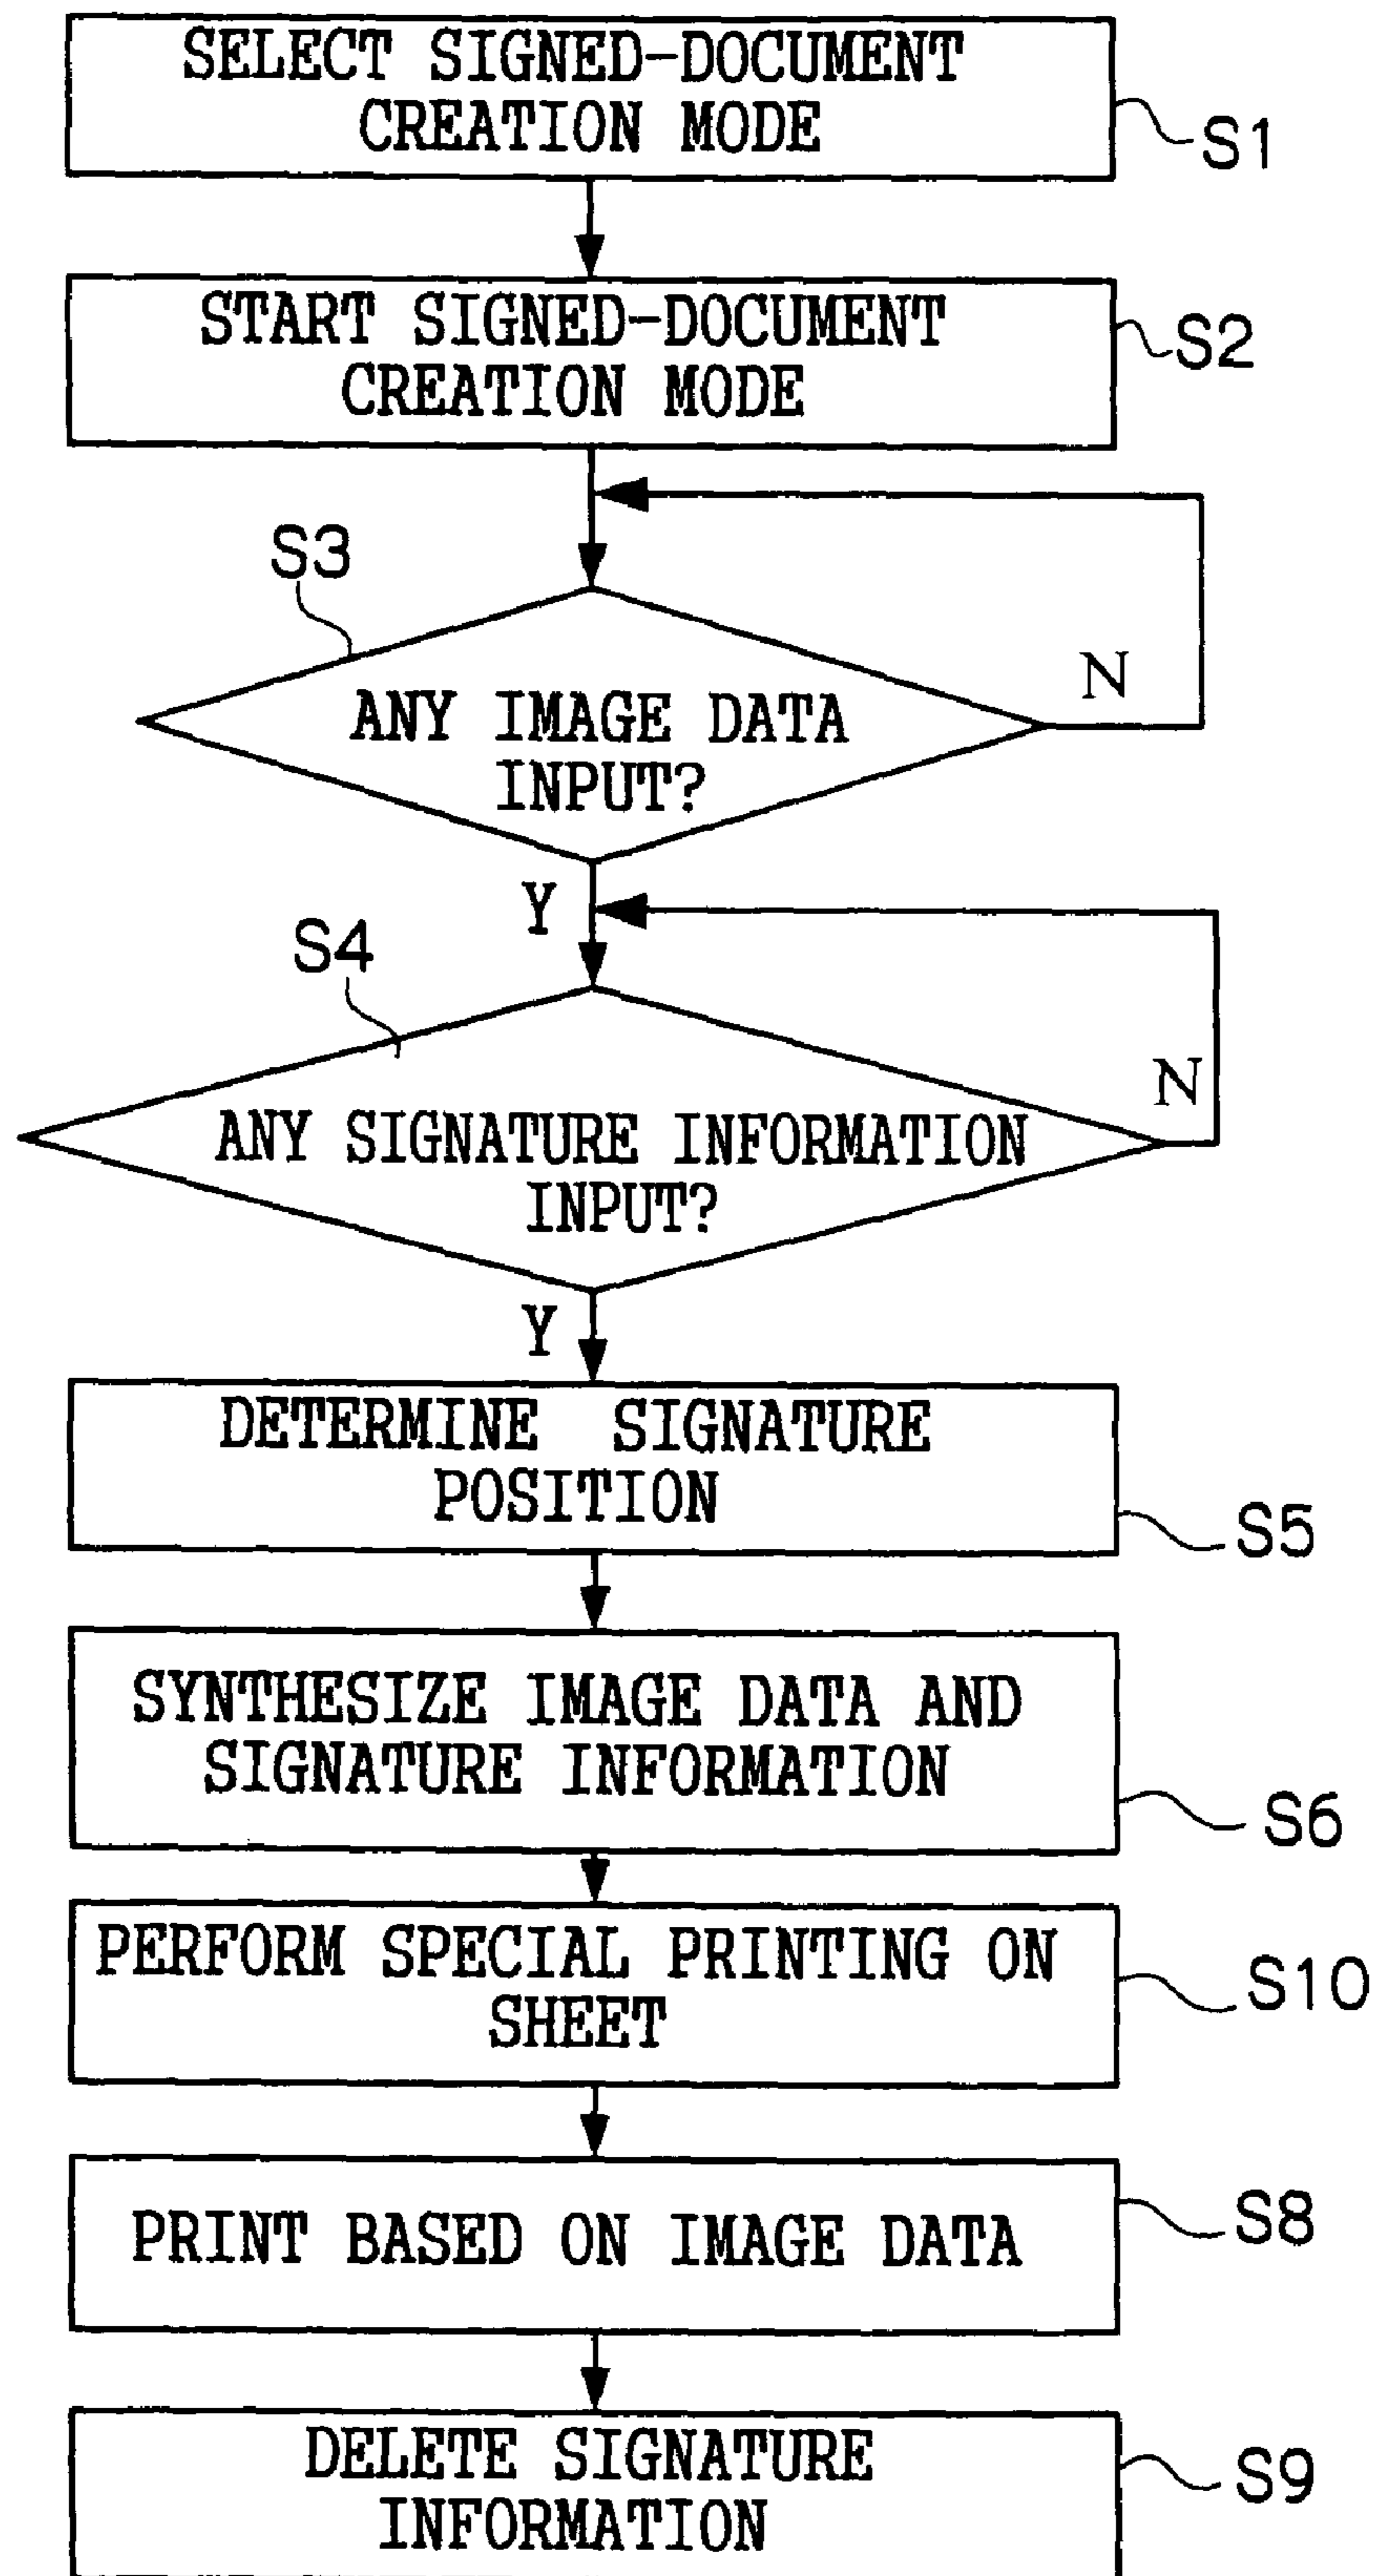 SELECT SIGNED-DOCUMENT
CREATION MODE
S1
START SIGNED-DOCUMENT
CREATION MODE
S2
S3
ANY IMAGE DATA
INPUT?
N
Y
S4
ANY SIGNATURE INFORMATION
INPUT?
N
Y
DETERMINE SIGNATURE
POSITION
S5
SYNTHESIZE IMAGE DATA AND
SIGNATURE INFORMATION
S6
PERFORM SPECIAL PRINTING ON
SHEET
S10
PRINT BASED ON IMAGE DATA
S8
DELETE SIGNATURE
INFORMATION
S9